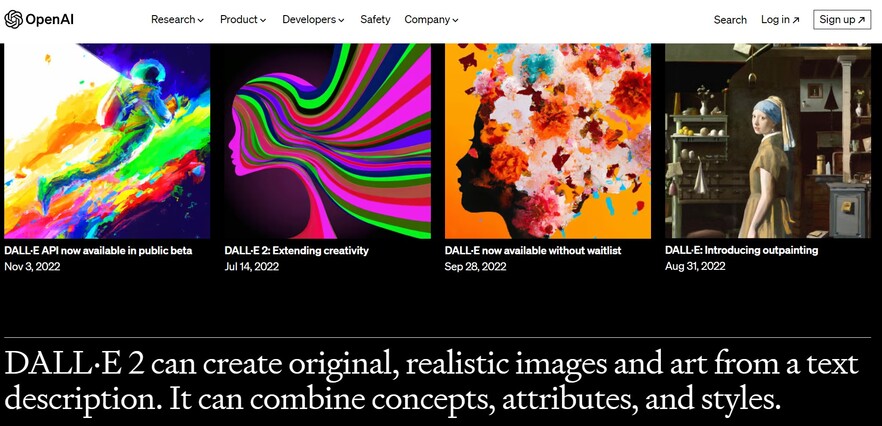 OpenAI
Research Product Developers Safety Company
Search Log in ↗ Sign up ↗
DALL·E API now available in public beta
Nov 3, 2022
DALL·E 2: Extending creativity
Jul 14, 2022
DALL·E now available without waitlist
Sep 28, 2022
DALL·E: Introducing outpainting
Aug 31, 2022
DALL·E 2 can create original, realistic images and art from a text
description. It can combine concepts, attributes, and styles.